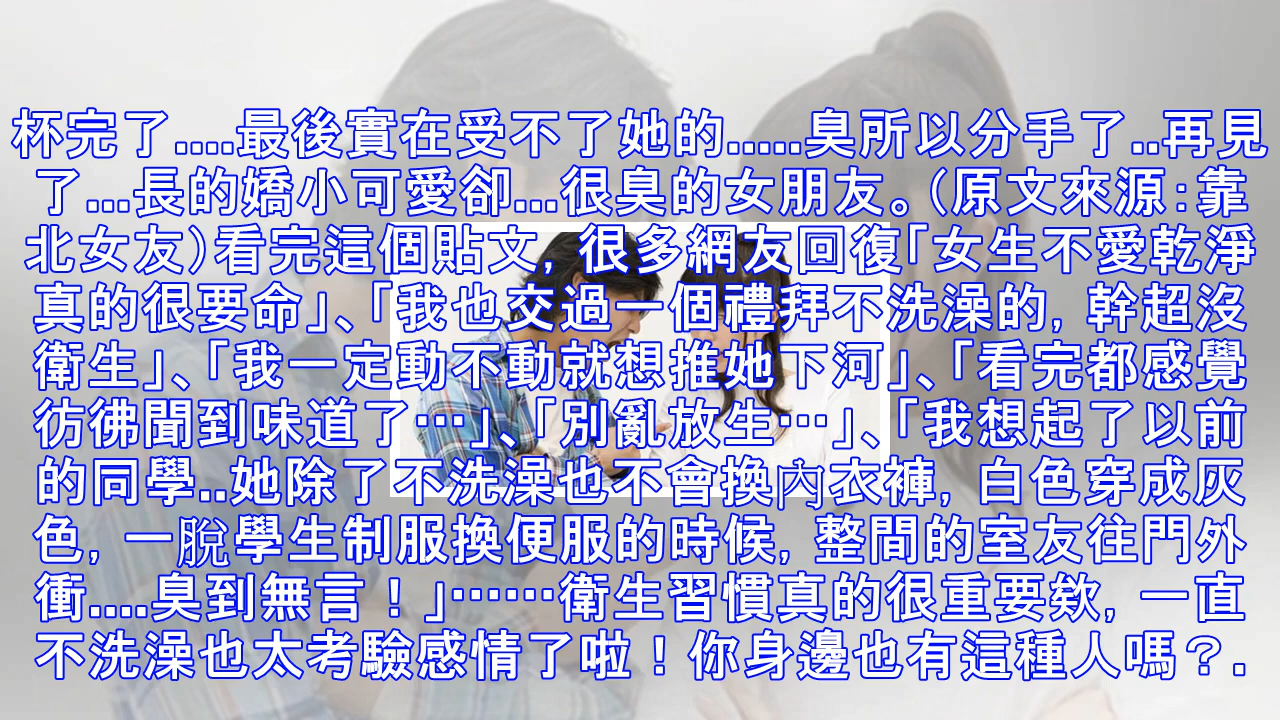 杯完了....最後實在受不了她的.....臭所以分手了..再見
了...長的嬌小可愛卻...很臭的女朋友。(原文來源:靠
北女友)看完這個貼文, 很多網友回復「女生不愛乾淨
真的很要命」、「我也交過一個禮拜不洗澡的, 幹超沒
衛生」、「我一定動不動就想推她下河」、「看完都感覺
彷彿聞到味道了…」、「別亂放生…」、「我想起了以前
的同學..她除了不洗澡也不會換內衣褲, 白色穿成灰
色, 一脫學生制服換便服的時候, 整間的室友往門外
衝....臭到無言！」……衛生習慣真的很重要欸, 一直
不洗澡也太考驗感情了啦！你身邊也有這種人嗎？.